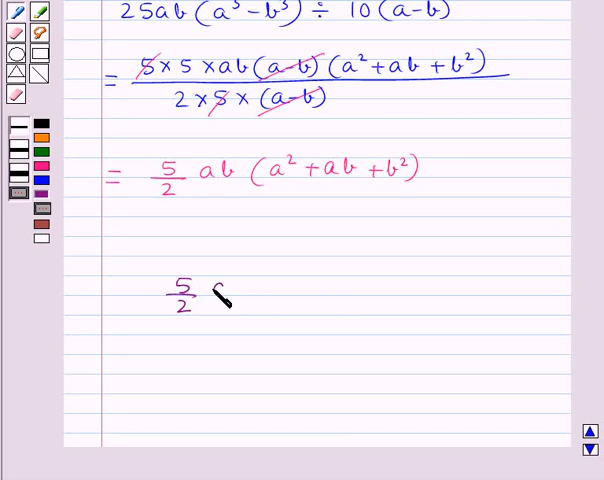 25ab(a³-b³) ÷ 10(a-b)
= 5×5×ab(a-b)(a²+ab+b²)
2×5×(a-b)
= 5/2 ab (a²+ab+b²)
5/2